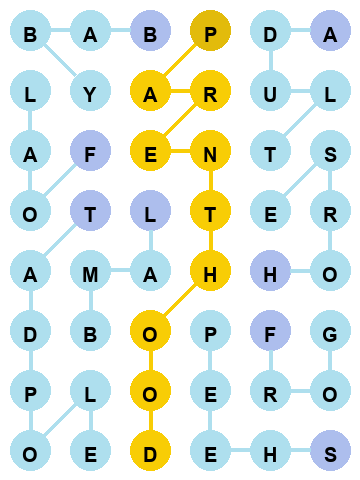 B A B P D A
L Y A R U L
A F E N T S
O T L T E R
A M A H H O
D B O P F G
P L O E R O
O E D E H S